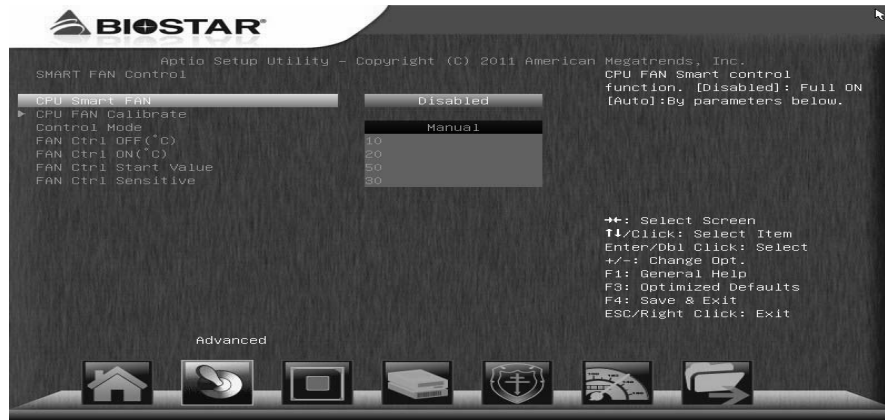 BIOSTAR®
Aptio Setup Utility – Copyright (C) 2011 American Megatrends, Inc.
SMART FAN Control
CPU Smart FAN Disabled
► CPU FAN Calibrate
Control Mode Manual
FAN Ctrl OFF(°C) 10
FAN Ctrl ON(°C) 20
FAN Ctrl Start Value 50
FAN Ctrl Sensitive 30
CPU FAN Smart control
function. [Disabled]: Full ON
[Auto]:By parameters below.
→←: Select Screen
↑↓/Click: Select Item
Enter/Dbl Click: Select
+/-: Change Opt.
F1: General Help
F3: Optimized Defaults
F4: Save & Exit
ESC/Right Click: Exit
Advanced